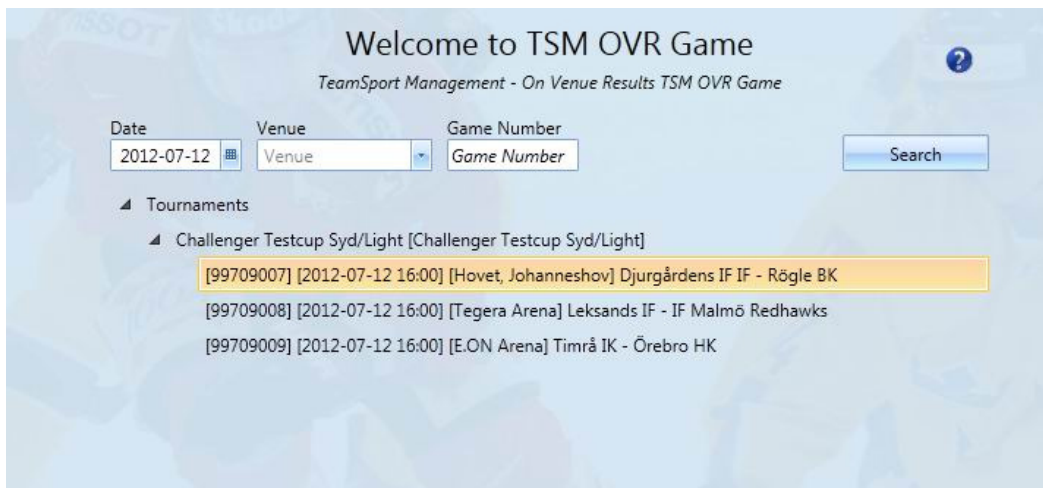 Welcome to TSM OVR Game
TeamSport Management - On Venue Results TSM OVR Game
Date Venue Game Number
2012-07-12 Venue Game Number Search
Tournaments
Challenger Testcup Syd/Light [Challenger Testcup Syd/Light]
[99709007] [2012-07-12 16:00] [Hovet, Johanneshov] Djurgårdens IF IF - Rögle BK
[99709008] [2012-07-12 16:00] [Tegera Arena] Leksands IF - IF Malmö Redhawks
[99709009] [2012-07-12 16:00] [E.ON Arena] Timrå IK - Örebro HK